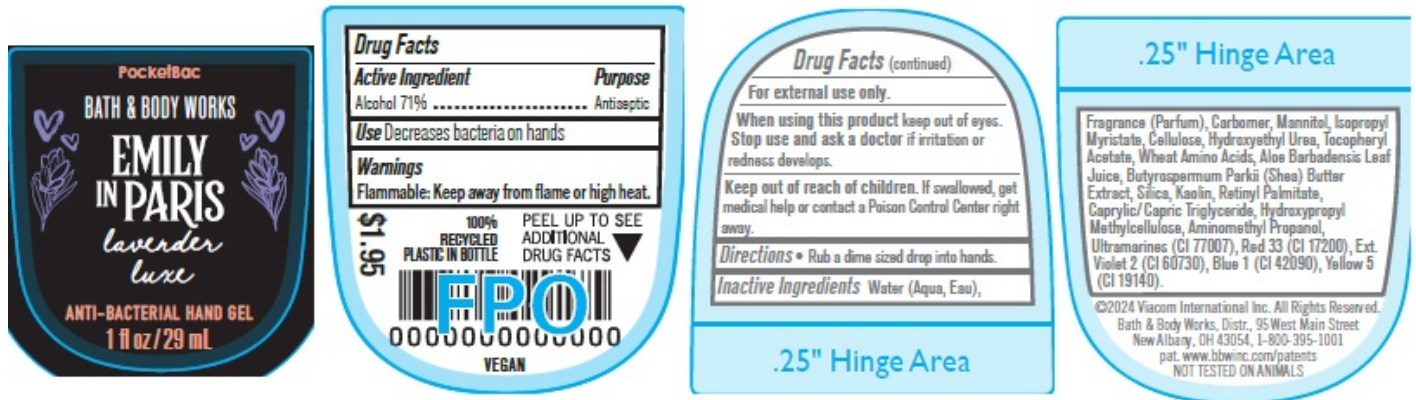 PocketBac
BATH & BODY WORKS
EMILY
IN PARIS
lavender
luxe
ANTI-BACTERIAL HAND GEL
1 fl oz/29 mL
Drug Facts
Active Ingredient Purpose
Alcohol 71% ........................ Antiseptic
Use Decreases bacteria on hands
Warnings
Flammable: Keep away from flame or high heat.
$1.95
100%
RECYCLED
PLASTIC IN BOTTLE
PEEL UP TO SEE
ADDITIONAL
DRUG FACTS ▼
FPO
VEGAN
Drug Facts (continued)
For external use only.
When using this product keep out of eyes.
Stop use and ask a doctor if irritation or
redness develops.
Keep out of reach of children. If swallowed, get
medical help or contact a Poison Control Center right
away.
Directions • Rub a dime sized drop into hands.
Inactive Ingredients Water (Aqua, Eau),
.25" Hinge Area
.25" Hinge Area
Fragrance (Parfum), Carbomer, Mannitol, Isopropyl
Myristate, Cellulose, Hydroxyethyl Urea, Tocopheryl
Acetate, Wheat Amino Acids, Aloe Barbadensis Leaf
Juice, Butyrospermum Parkii (Shea) Butter
Extract, Silica, Kaolin, Retinyl Palmitate,
Caprylic/Capric Triglyceride, Hydroxypropyl
Methylcellulose, Aminomethyl Propanol,
Ultramarines (CI 77007), Red 33 (CI 17200), Ext.
Violet 2 (CI 60730), Blue 1 (CI 42090), Yellow 5
(CI 19140).
©2024 Viacom International Inc. All Rights Reserved.
Bath & Body Works, Distr., 95 West Main Street
New Albany, OH 43054, 1-800-395-1001
pat. www.bbwinc.com/patents
NOT TESTED ON ANIMALS